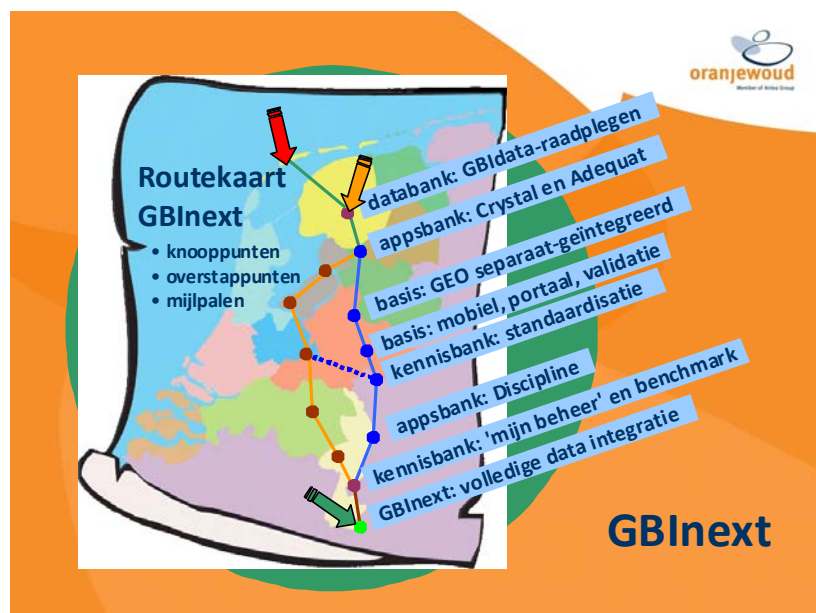 oranjewoud
Member of Antea Group
Routekaart
GBInext
• knooppunten
• overstappunten
• mijlpalen
databank: GBIdata-raadplegen
appsbank: Crystal en Adequat
basis: GEO separaat-geïntegreerd
basis: mobiel, portaal, validatie
kennisbank: standaardisatie
appsbank: Discipline
kennisbank: 'mijn beheer' en benchmark
GBInext: volledige data integratie
GBInext